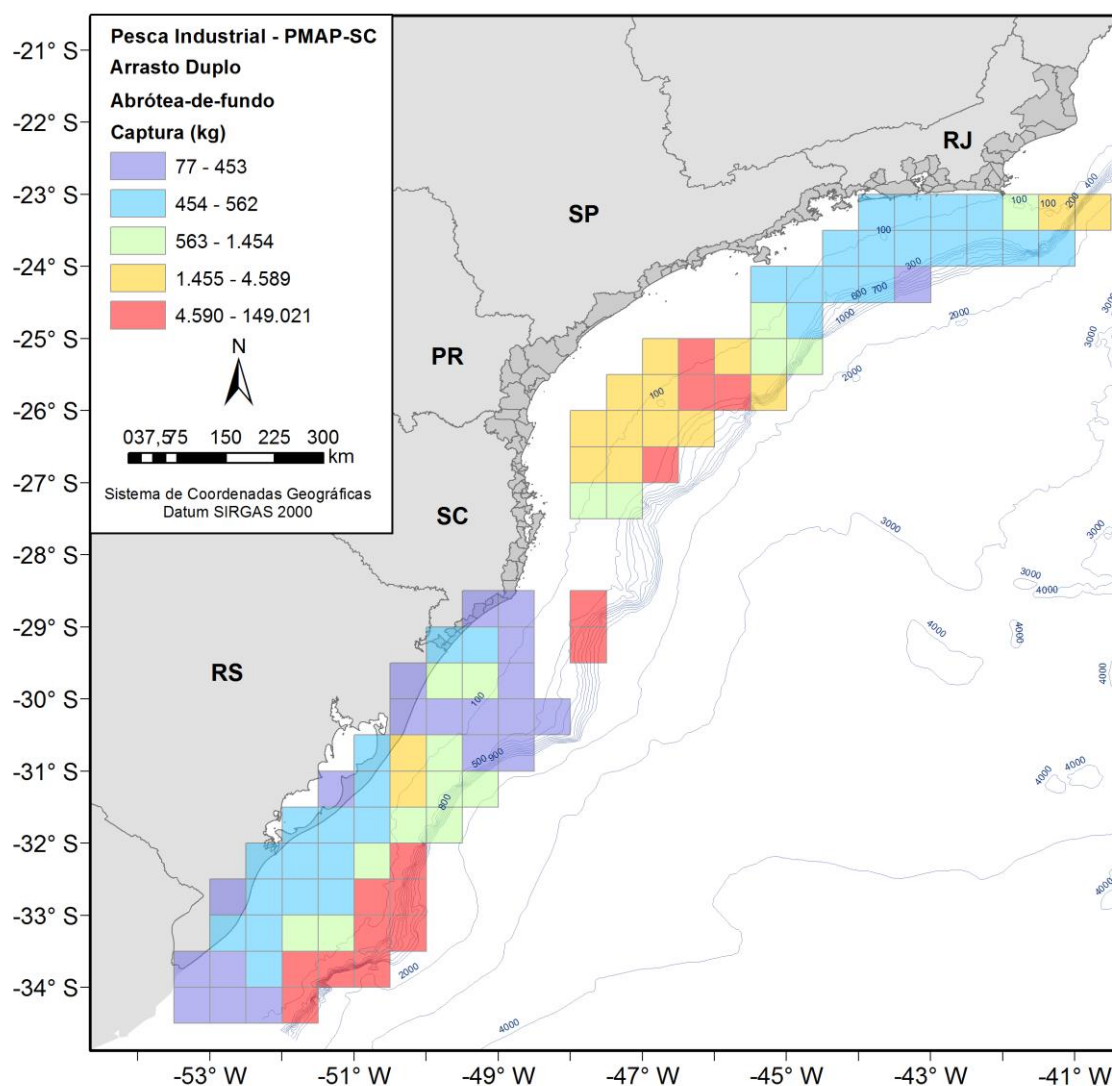 Pesca Industrial - PMAP-SC
Arrasto Duplo
Abrótea-de-fundo
Captura (kg)
77 - 453
454 - 562
563 - 1.454
1.455 - 4.589
4.590 - 149.021
N
037,575 150 225 300
km
Sistema de Coordenadas Geográficas
Datum SIRGAS 2000
-21° S
-22° S
-23° S
-24° S
-25° S
-26° S
-27° S
-28° S
-29° S
-30° S
-31° S
-32° S
-33° S
-34° S
RJ
SP
PR
SC
RS
400
100
100
200
100
300
600
700
1000
2000
3000
3000
2000
100
3000
3000
3000
4000
4000
4000
4000
100
500
900
800
4000
4000
4000
2000
4000
-53° W
-51° W
-49° W
-47° W
-45° W
-43° W
-41° W